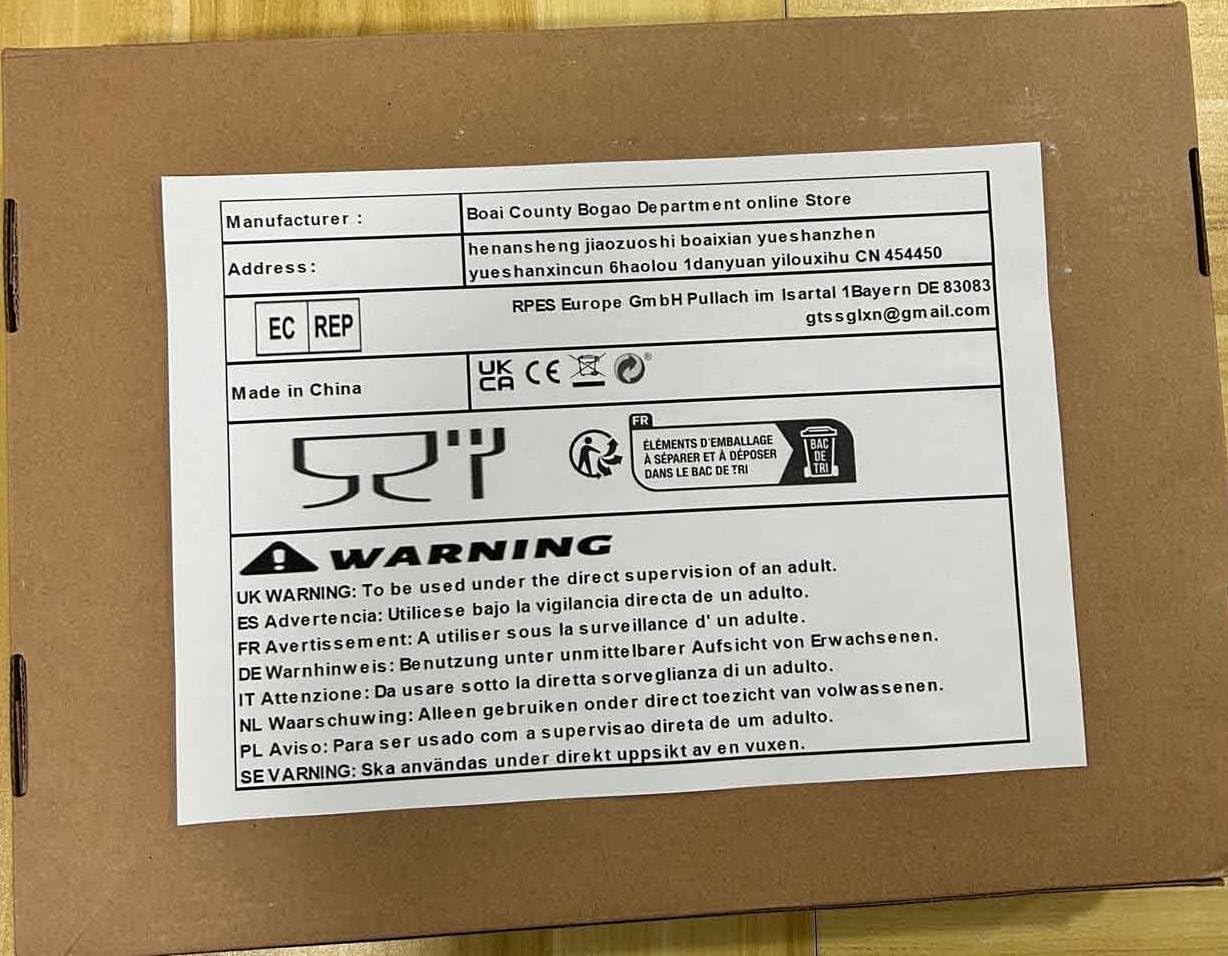 Manufacturer :
Boai County Bogao Department online Store
Address:
henansheng jiaozuoshi boaixian yueshanzhen
yueshanxincun 6haolou 1danyuan yilouxihu CN 454450
EC REP
RPES Europe GmbH Pullach im Isartal 1Bayern DE 83083
gtssglxn@gmail.com
Made in China
UK
CA CE ®
FR
ÉLÉMENTS D'EMBALLAGE
À SÉPARER ET À DÉPOSER
DANS LE BAC DE TRI
BAC
DE
TRI
WARNING
UK WARNING: To be used under the direct supervision of an adult.
ES Advertencia: Utilicese bajo la vigilancia directa de un adulto.
FR Avertissement: A utiliser sous la surveillance d' un adulte.
DE Warnhinweis: Benutzung unter unmittelbarer Aufsicht von Erwachsenen.
IT Attenzione: Da usare sotto la diretta sorveglianza di un adulto.
NL Waarschuwing: Alleen gebruiken onder direct toezicht van volwassenen.
PL Aviso: Para ser usado com a supervisao direta de um adulto.
SE VARNING: Ska användas under direkt uppsikt av en vuxen.